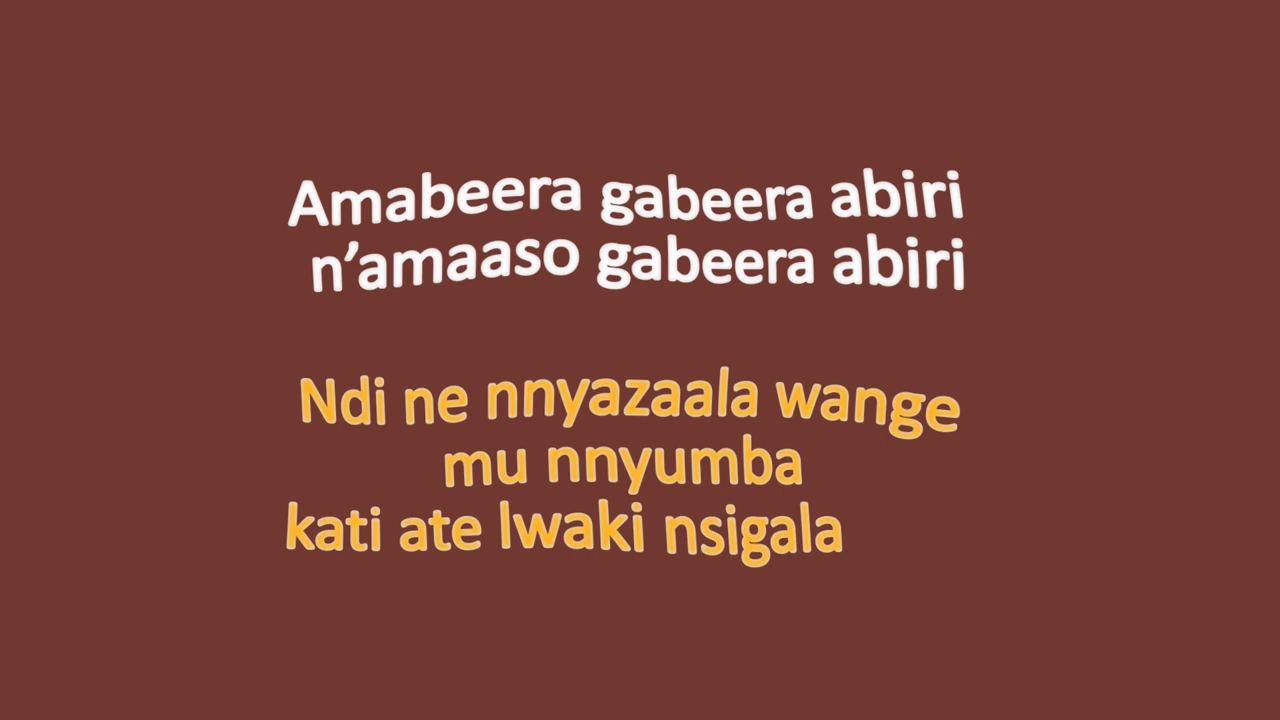 Amabeera gabeera abiri
n’amaaso gabeera abiri
Ndi ne nnyazaala wange
mu nnyumba
kati ate lwaki nsigala